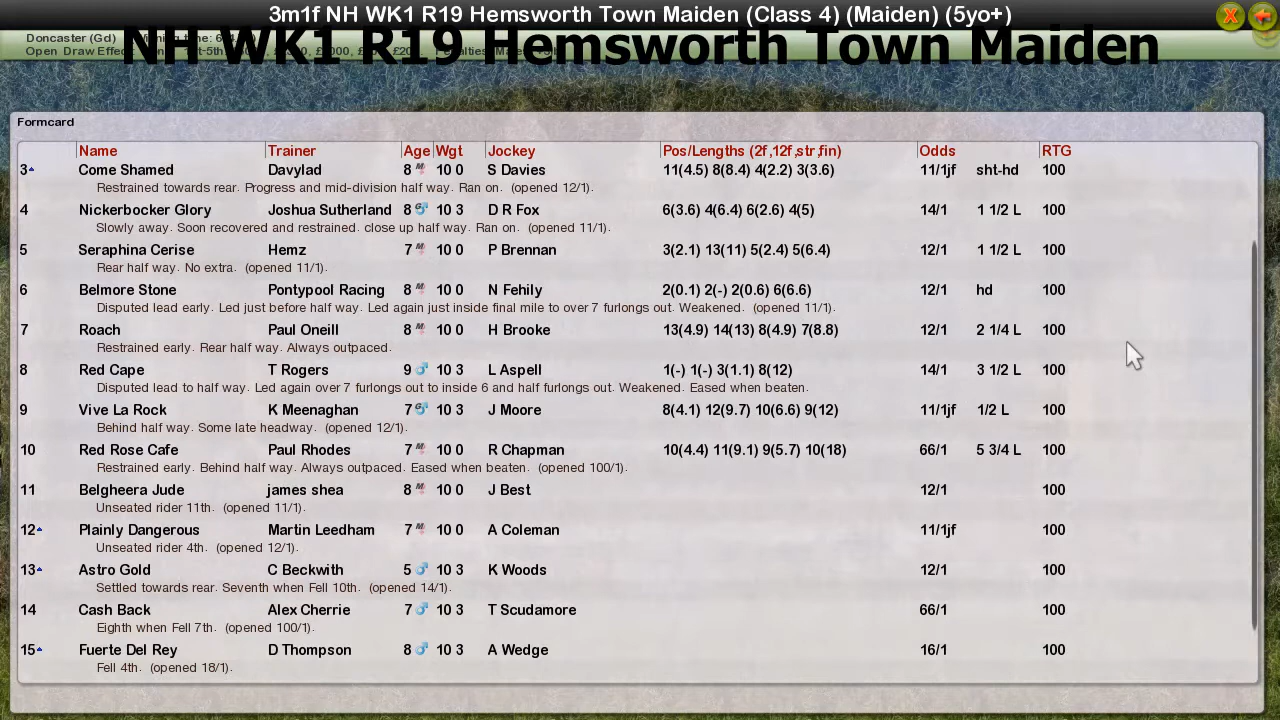 3m1f NH WK1 R19 Hemsworth Town Maiden (Class 4) (Maiden) (5yo+)
NH WK1 R19 Hemsworth Town Maiden
Doncaster (Gd)
Open
Formcard
Name Trainer Age Wgt Jockey Pos/Lengths (2f,12f,str,fin) Odds RTG
3 Come Shamed Davylad 8 10 0 S Davies 11(4.5) 8(8.4) 4(2.2) 3(3.6) 11/1jf sht-hd 100
Restrained towards rear. Progress and mid-division half way. Ran on. (opened 12/1).
4 Nickerbocker Glory Joshua Sutherland 8 10 3 D R Fox 6(3.6) 4(6.4) 6(2.6) 4(5) 14/1 1 1/2 L 100
Slowly away. Soon recovered and restrained. close up half way. Ran on. (opened 11/1).
5 Seraphina Cerise Hemz 7 10 0 P Brennan 3(2.1) 13(11) 5(2.4) 5(6.4) 12/1 1 1/2 L 100
Rear half way. No extra. (opened 11/1).
6 Belmore Stone Pontypool Racing 8 10 0 N Fehily 2(0.1) 2(-) 2(0.6) 6(6.6) 12/1 hd 100
Disputed lead early. Led just before half way. Led again just inside final mile to over 7 furlongs out. Weakened. (opened 11/1).
7 Roach Paul Oneill 8 10 0 H Brooke 13(4.9) 14(13) 8(4.9) 7(8.8) 12/1 2 1/4 L 100
Restrained early. Rear half way. Always outpaced.
8 Red Cape T Rogers 9 10 3 L Aspell 1(-) 1(-) 3(1.1) 8(12) 14/1 3 1/2 L 100
Disputed lead to half way. Led again over 7 furlongs out to inside 6 and half furlongs out. Weakened. Eased when beaten.
9 Vive La Rock K Meenaghan 7 10 3 J Moore 8(4.1) 12(9.7) 10(6.6) 9(12) 11/1jf 1/2 L 100
Behind half way. Some late headway. (opened 12/1).
10 Red Rose Cafe Paul Rhodes 7 10 0 R Chapman 10(4.4) 11(9.1) 9(5.7) 10(18) 66/1 5 3/4 L 100
Restrained early. Behind half way. Always outpaced. Eased when beaten. (opened 100/1).
11 Belgheera Jude james shea 8 10 0 J Best 12/1 100
Unseated rider 11th. (opened 11/1).
12 Plainly Dangerous Martin Leedham 7 10 0 A Coleman 11/1jf 100
Unseated rider 4th. (opened 12/1).
13 Astro Gold C Beckwith 5 10 3 K Woods 12/1 100
Settled towards rear. Seventh when Fell 10th. (opened 14/1).
14 Cash Back Alex Cherrie 7 10 3 T Scudamore 66/1 100
Eighth when Fell 7th. (opened 100/1).
15 Fuerte Del Rey D Thompson 8 10 3 A Wedge 16/1 100
Fell 4th. (opened 18/1).